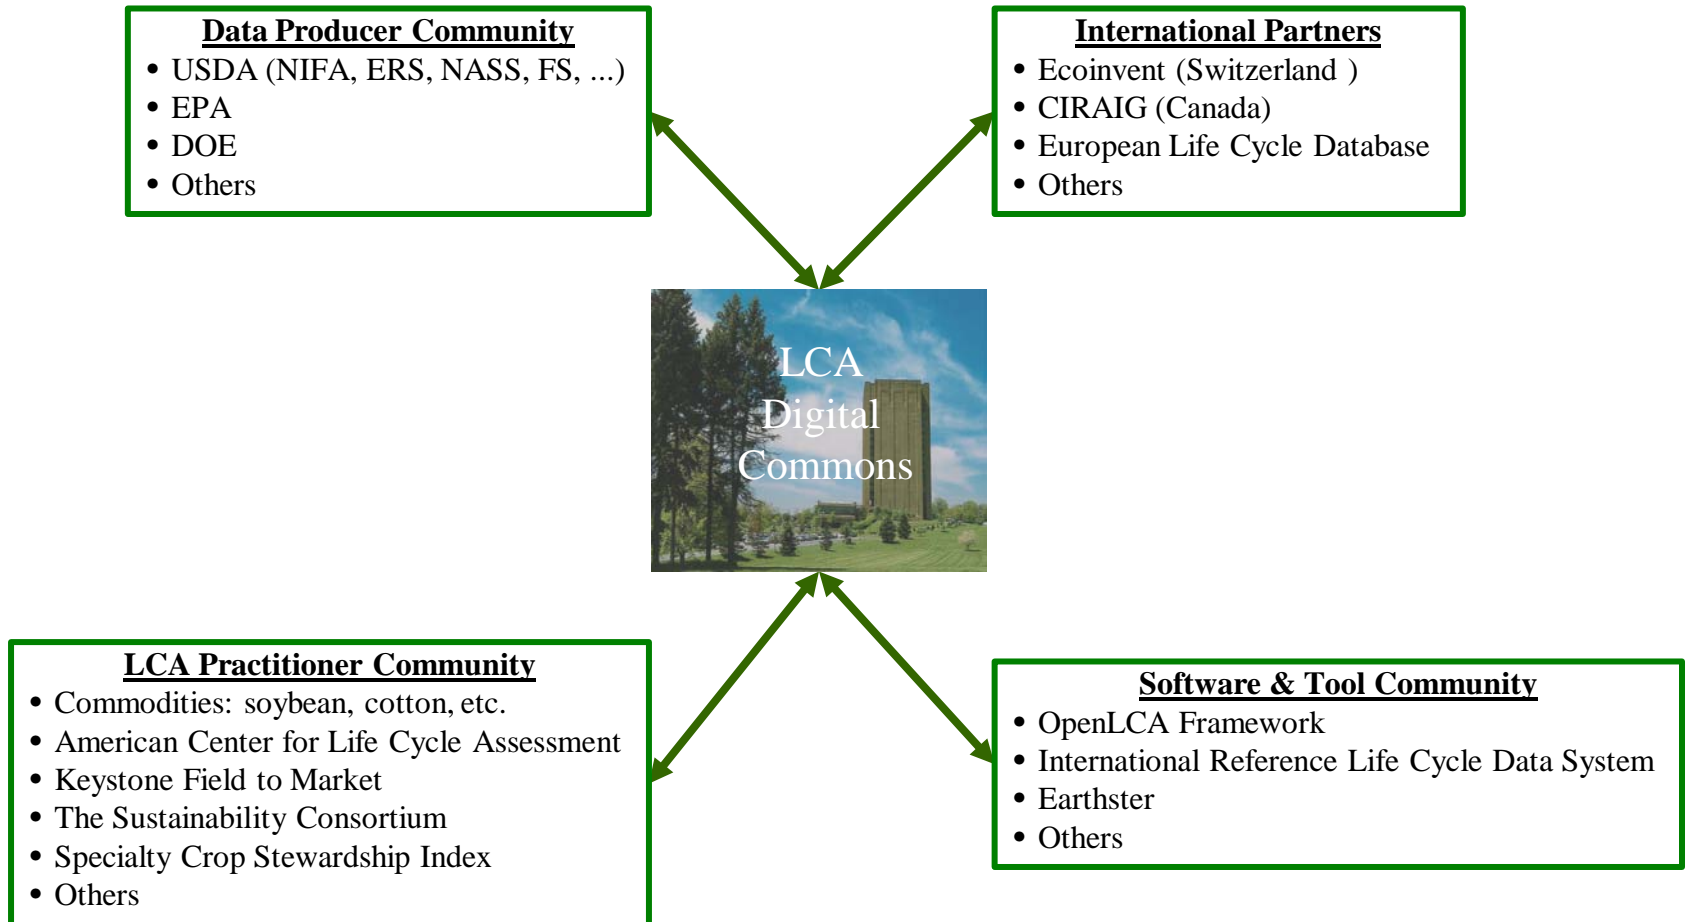 Data Producer Community
• USDA (NIFA, ERS, NASS, FS, ...)
• EPA
• DOE
• Others
International Partners
• Ecoinvent (Switzerland )
• CIRAIG (Canada)
• European Life Cycle Database
• Others
LCA
Digital
Commons
LCA Practitioner Community
• Commodities: soybean, cotton, etc.
• American Center for Life Cycle Assessment
• Keystone Field to Market
• The Sustainability Consortium
• Specialty Crop Stewardship Index
• Others
Software & Tool Community
• OpenLCA Framework
• International Reference Life Cycle Data System
• Earthster
• Others